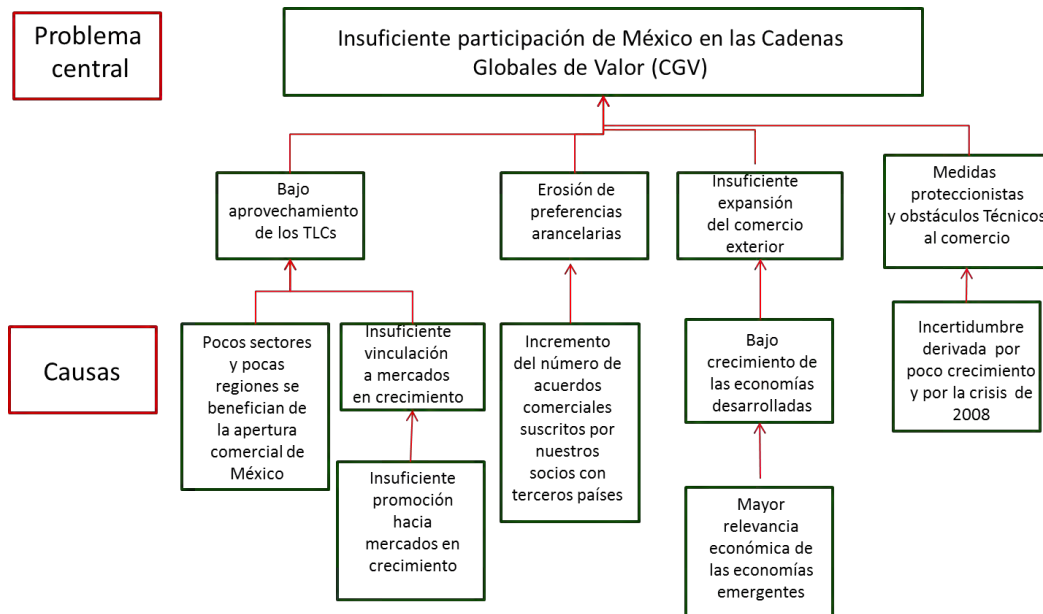 Problema
central
Insuficiente participación de México en las Cadenas
Globales de Valor (CGV)
Bajo
aprovechamiento
de los TLCs
Erosión de
preferencias
arancelarias
Insuficiente
expansión
del comercio
exterior
Medidas
proteccionistas
y obstáculos Técnicos
al comercio
Causas
Pocos sectores
y pocas
regiones se
benefician de
la apertura
comercial de
México
Insuficiente
vinculación
a mercados
en crecimiento
Incremento
del número de
acuerdos
comerciales
suscritos por
nuestros
socios con
terceros países
Bajo
crecimiento de
las economías
desarrolladas
Incertidumbre
derivada por
poco crecimiento
y por la crisis de
2008
Insuficiente
promoción
hacia
mercados en
crecimiento
Mayor
relevancia
económica de
las economías
emergentes